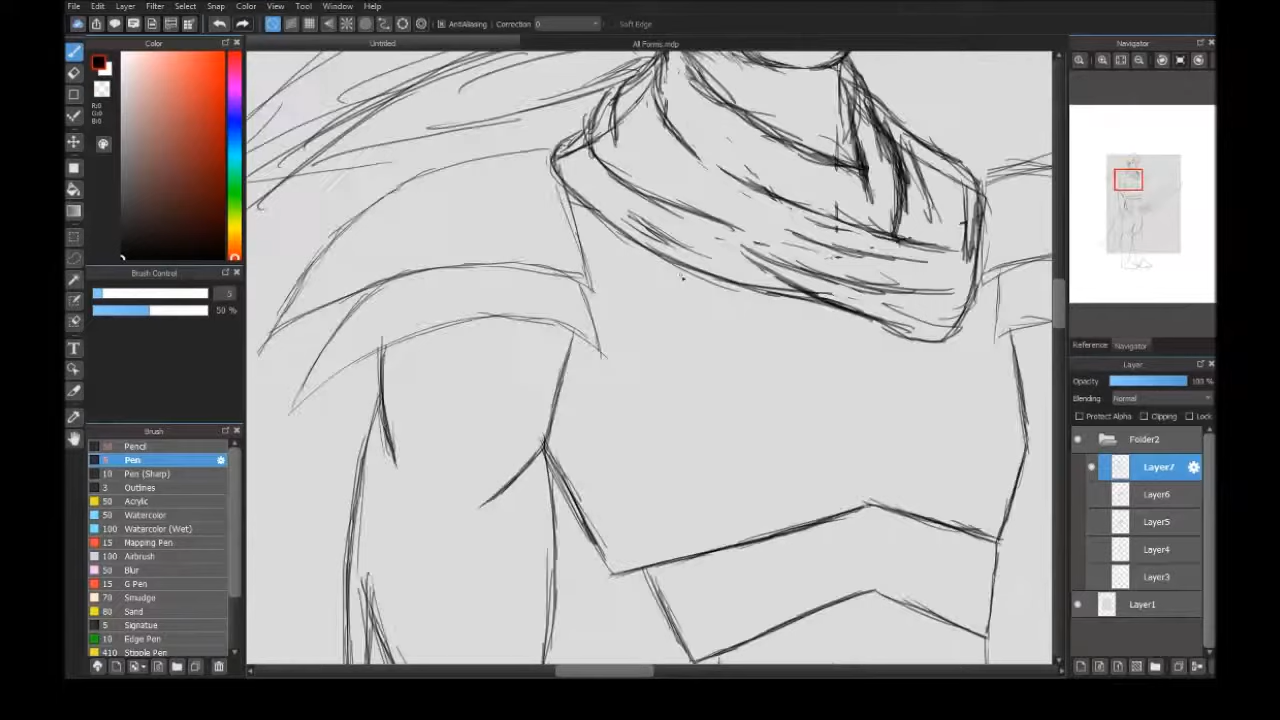 File Edit Layer Filter Select Snap Color View Tool Window Help
AntiAliasing Correction 0 Soft Edge
Color
Untitled
All Forms.mdp
Navigator
R:0
G:0
B:0
Brush Control
5
50 %
Reference Navigator
Layer
Opacity 100 %
Blending Normal
Protect Alpha Clipping Lock
Folder2
Layer7
Layer6
Layer5
Layer4
Layer3
Layer1
Brush
Pencil
5 Pen
10 Pen (Sharp)
3 Outlines
50 Acrylic
50 Watercolor
100 Watercolor (Wet)
15 Mapping Pen
100 Airbrush
50 Blur
15 G Pen
70 Smudge
80 Sand
5 Signatue
10 Edge Pen
410 Stipple Pen